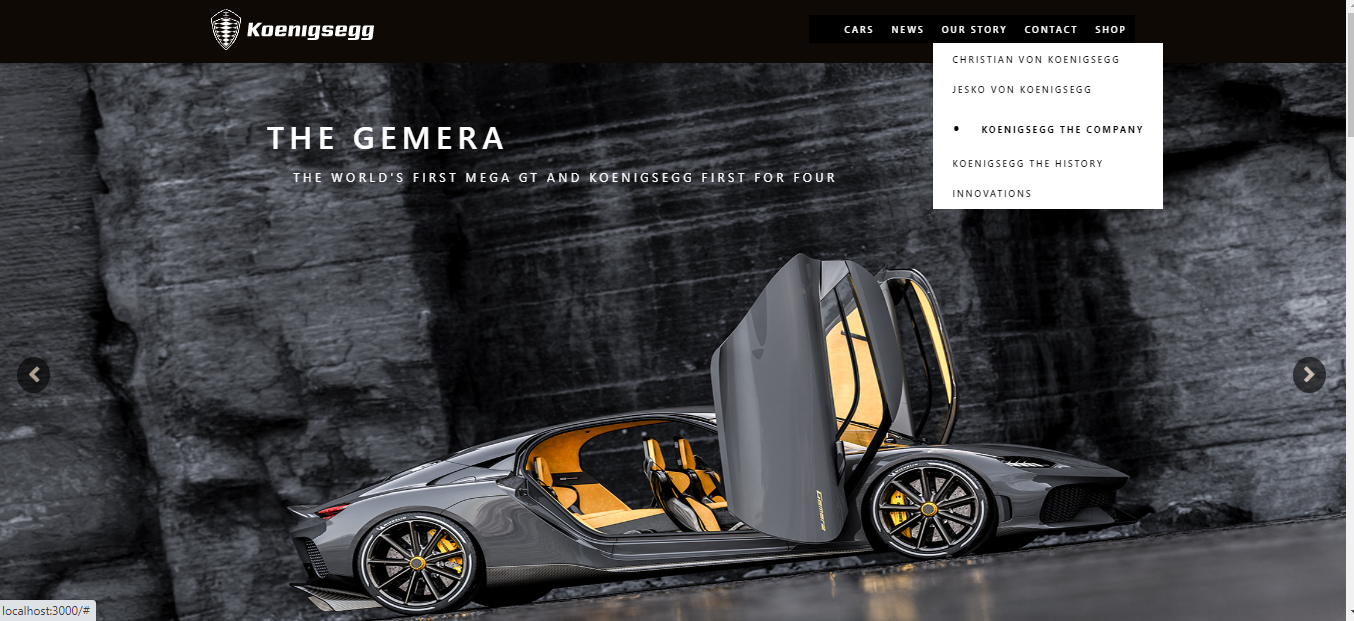 Koenigsegg
CARS NEWS OUR STORY CONTACT SHOP
CHRISTIAN VON KOENIGSEGG
JESKO VON KOENIGSEGG
• KOENIGSEGG THE COMPANY
KOENIGSEGG THE HISTORY
INNOVATIONS
THE GEMERA
THE WORLD'S FIRST MEGA GT AND KOENIGSEGG FIRST FOR FOUR
Gemera
localhost:3000/#